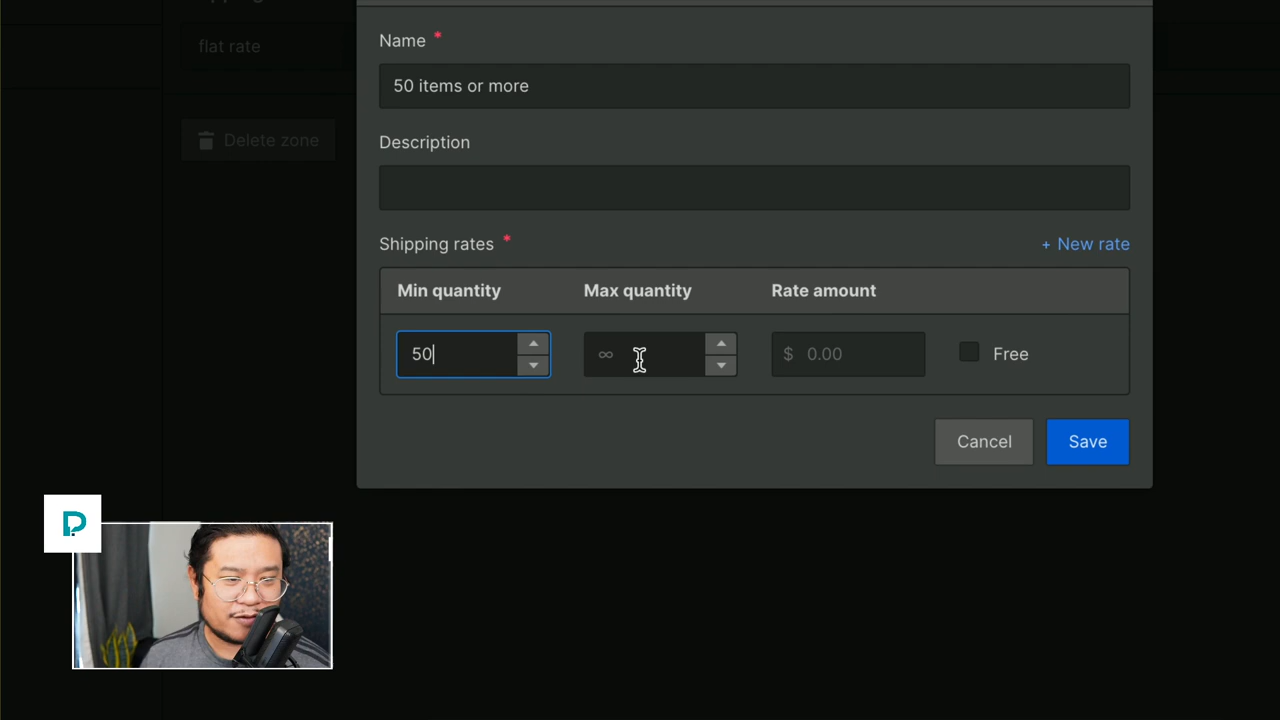 flat rate
Delete zone
Name *
50 items or more
Description
Shipping rates *
+ New rate
Min quantity Max quantity Rate amount
50 ∞ $ 0.00 Free
Cancel Save
P